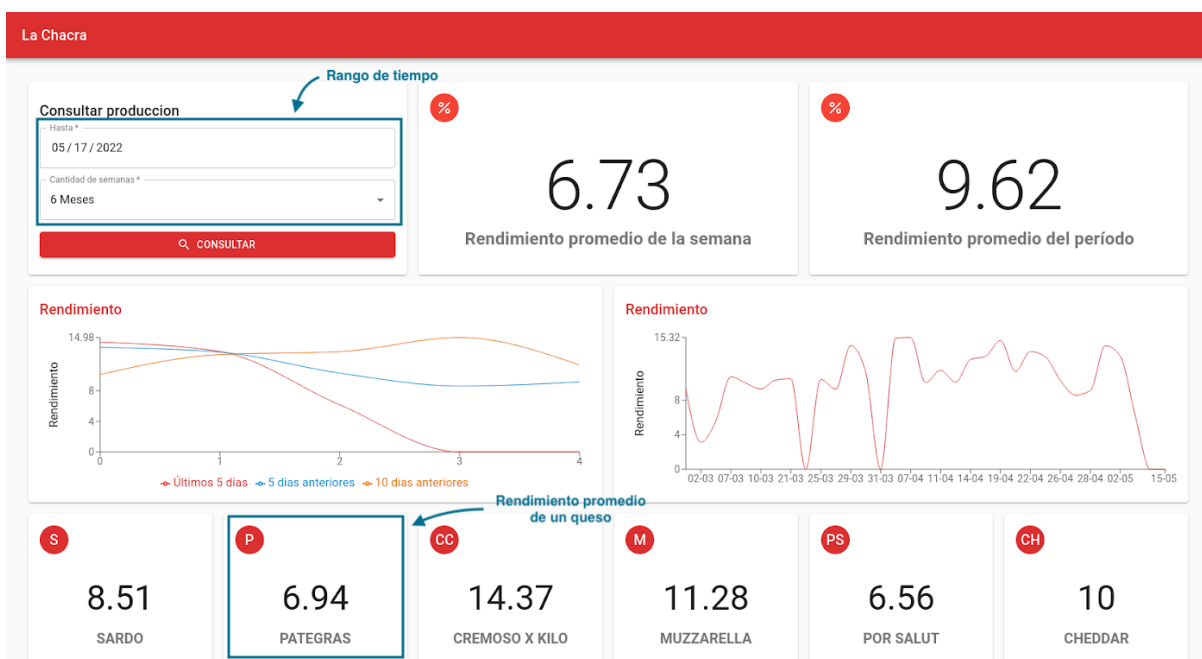 La Chacra
Rango de tiempo
Consultar produccion
Hasta *
05 / 17 / 2022
Cantidad de semanas *
6 Meses
CONSULTAR
%
6.73
Rendimiento promedio de la semana
%
9.62
Rendimiento promedio del período
Rendimiento
14.98
8
4
0
Rendimiento
0 1 2 3 4
Últimos 5 dias 5 dias anteriores 10 dias anteriores
Rendimiento
15.32
8
4
0
Rendimiento
02-03 07-03 10-03 21-03 25-03 29-03 31-03 07-04 11-04 14-04 19-04 22-04 26-04 28-04 02-05 15-05
Rendimiento promedio
de un queso
S
8.51
SARDO
P
6.94
PATEGRAS
CC
14.37
CREMOSO X KILO
M
11.28
MUZZARELLA
PS
6.56
POR SALUT
CH
10
CHEDDAR